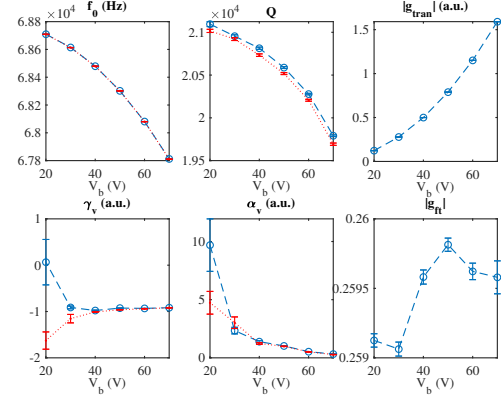 f₀ (Hz)
×10⁴
6.88
6.86
6.84
6.82
6.8
6.78
20 40 60
V_b (V)
Q
×10⁴
2.1
2.05
2
1.95
20 40 60
V_b (V)
|g_tran| (a.u.)
1.5
1
0.5
0
20 40 60
V_b (V)
γ_v (a.u.)
1
0
-1
-2
20 40 60
V_b (V)
α_v (a.u.)
10
5
0
20 40 60
V_b (V)
|g_ft|
0.26
0.2595
0.259
20 40 60
V_b (V)